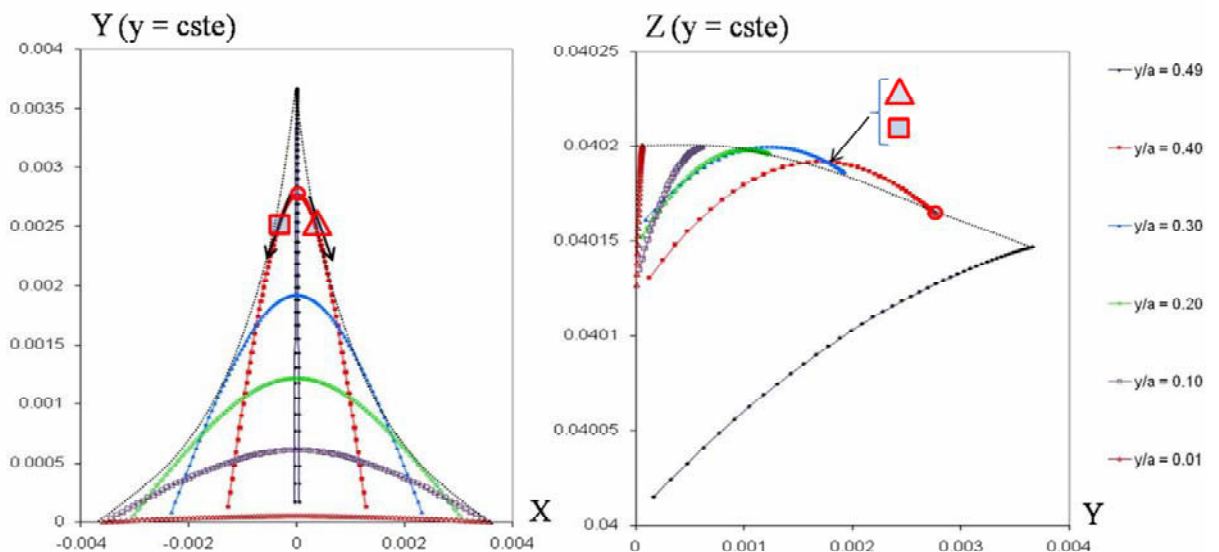 Y (y = cste)
0.004
0.0035
0.003
0.0025
0.002
0.0015
0.001
0.0005
0
-0.004
-0.002
0
0.002
0.004
X
Z (y = cste)
0.04025
0.0402
0.04015
0.0401
0.04005
0.04
0
0.001
0.002
0.003
0.004
Y
y/a = 0.49
y/a = 0.40
y/a = 0.30
y/a = 0.20
y/a = 0.10
y/a = 0.01